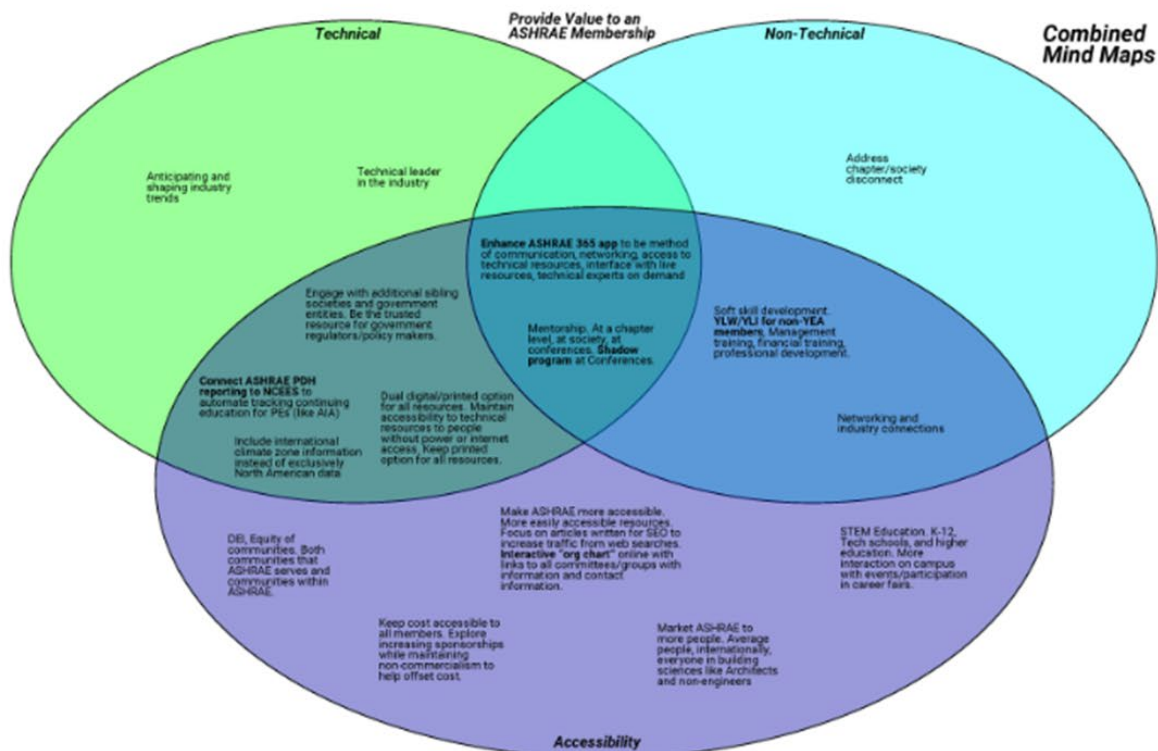 Provide Value to an
ASHRAE Membership
Technical
Non-Technical
Combined
Mind Maps
Anticipating and
shaping industry
trends
Technical leader
in the industry
Address
chapter/society
disconnect
Enhance ASHRAE 365 app to be method
of communication, networking, access to
technical resources, interface with live
resources, technical experts on demand
Engage with additional sibling
societies and government
entities. Be the trusted
resource for government
regulators/policy makers.
Mentorship. At a chapter
level, at society, at
conferences. Shadow
program at Conferences.
Soft skill development.
YLW/YLI for non-YEA
members, Management
training, financial training,
professional development.
Connect ASHRAE PDH
reporting to NCEES to
automate tracking continuing
education for PEs (like AIA)
Dual digital/printed option
for all resources. Maintain
accessibility to technical
resources to people
without power or internet
access. Keep printed
option for all resources.
Include international
climate zone information
instead of exclusively
North American data
Networking and
industry connections
DEI, Equity of
communities. Both
communities that
ASHRAE serves and
communities within
ASHRAE.
Make ASHRAE more accessible.
More easily accessible resources.
Focus on articles written for SEO to
increase traffic from web searches.
Interactive "org chart" online with
links to all committees/groups with
information and contact
information.
STEM Education. K-12,
Tech schools, and higher
education. More
interaction on campus
with events/participation
in career fairs.
Keep cost accessible to
all members. Explore
increasing sponsorships
while maintaining
non-commercialism to
help offset cost.
Market ASHRAE to
more people. Average
people, internationally,
everyone in building
sciences like Architects
and non-engineers
Accessibility